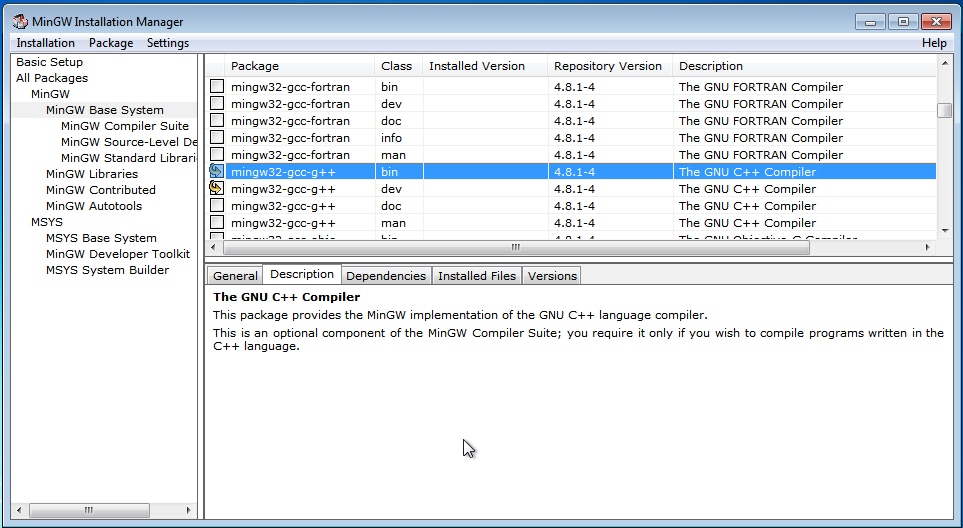 MinGW Installation Manager
Installation Package Settings Help
Basic Setup
All Packages
MinGW
MinGW Base System
MinGW Compiler Suite
MinGW Source-Level De
MinGW Standard Librari
MinGW Libraries
MinGW Contributed
MinGW Autotools
MSYS
MSYS Base System
MinGW Developer Toolkit
MSYS System Builder
Package Class Installed Version Repository Version Description
mingw32-gcc-fortran bin 4.8.1-4 The GNU FORTRAN Compiler
mingw32-gcc-fortran dev 4.8.1-4 The GNU FORTRAN Compiler
mingw32-gcc-fortran doc 4.8.1-4 The GNU FORTRAN Compiler
mingw32-gcc-fortran info 4.8.1-4 The GNU FORTRAN Compiler
mingw32-gcc-fortran man 4.8.1-4 The GNU FORTRAN Compiler
mingw32-gcc-g++ bin 4.8.1-4 The GNU C++ Compiler
mingw32-gcc-g++ dev 4.8.1-4 The GNU C++ Compiler
mingw32-gcc-g++ doc 4.8.1-4 The GNU C++ Compiler
mingw32-gcc-g++ man 4.8.1-4 The GNU C++ Compiler
General Description Dependencies Installed Files Versions
The GNU C++ Compiler
This package provides the MinGW implementation of the GNU C++ language compiler.
This is an optional component of the MinGW Compiler Suite; you require it only if you wish to compile programs written in the
C++ language.